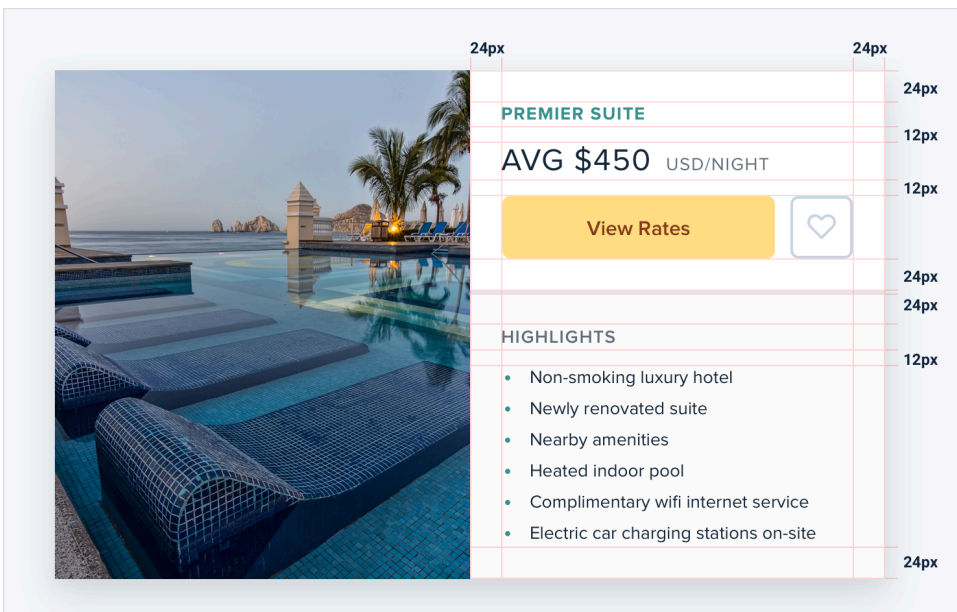 24px 24px
24px
PREMIER SUITE
12px
AVG $450 USD/NIGHT
12px
View Rates
24px
24px
HIGHLIGHTS
12px
• Non-smoking luxury hotel
• Newly renovated suite
• Nearby amenities
• Heated indoor pool
• Complimentary wifi internet service
• Electric car charging stations on-site
24px